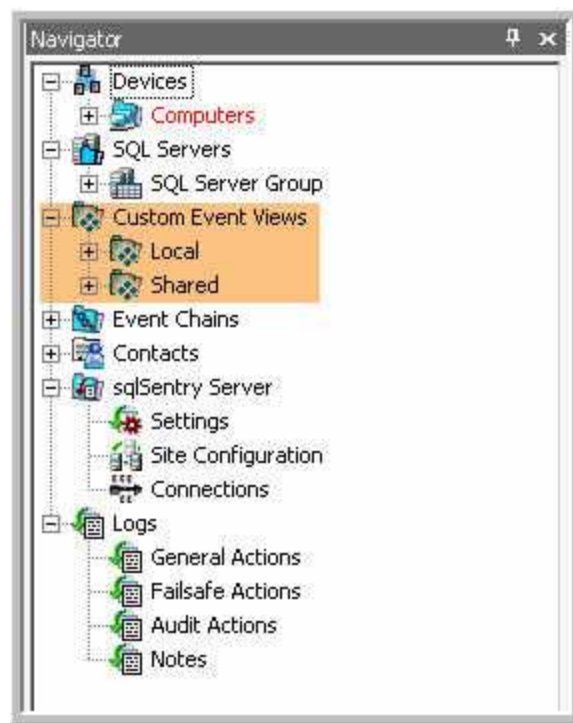 Navigator
Devices
Computers
SQL Servers
SQL Server Group
Custom Event Views
Local
Shared
Event Chains
Contacts
sqlSentry Server
Settings
Site Configuration
Connections
Logs
General Actions
Failsafe Actions
Audit Actions
Notes